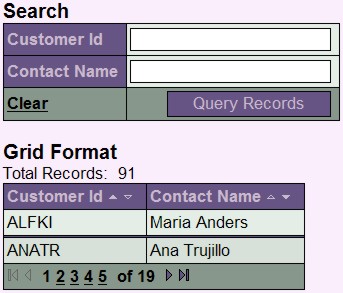 Search
Customer Id
Contact Name
Clear Query Records
Grid Format
Total Records: 91
Customer Id Contact Name
ALFKI Maria Anders
ANATR Ana Trujillo
1 2 3 4 5 of 19